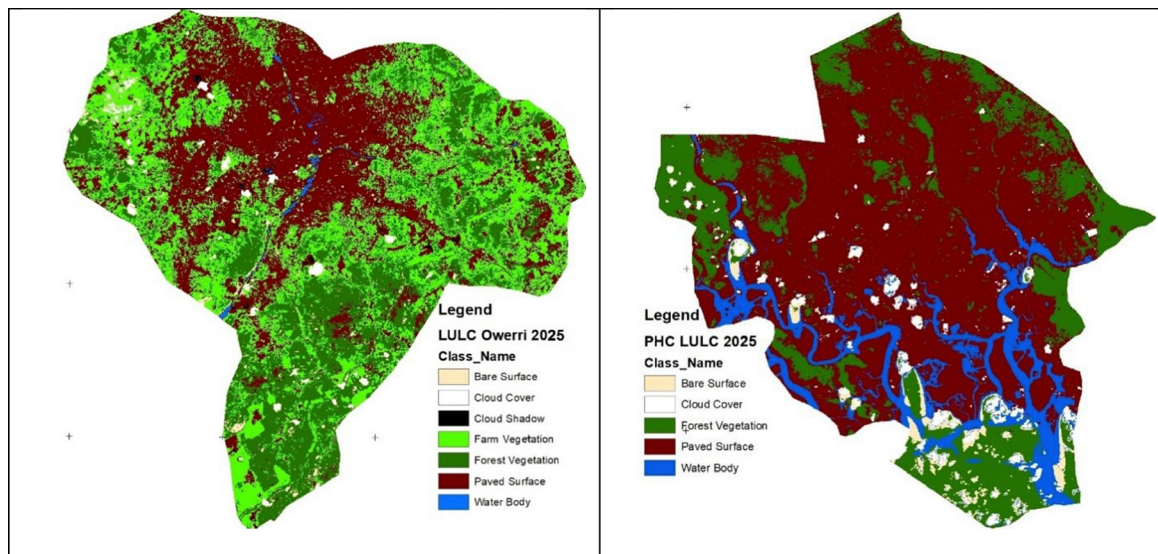 Legend
LULC Owerri 2025
Class_Name
Bare Surface
Cloud Cover
Cloud Shadow
Farm Vegetation
Forest Vegetation
Paved Surface
Water Body
Legend
PHC LULC 2025
Class_Name
Bare Surface
Cloud Cover
Forest Vegetation
Paved Surface
Water Body